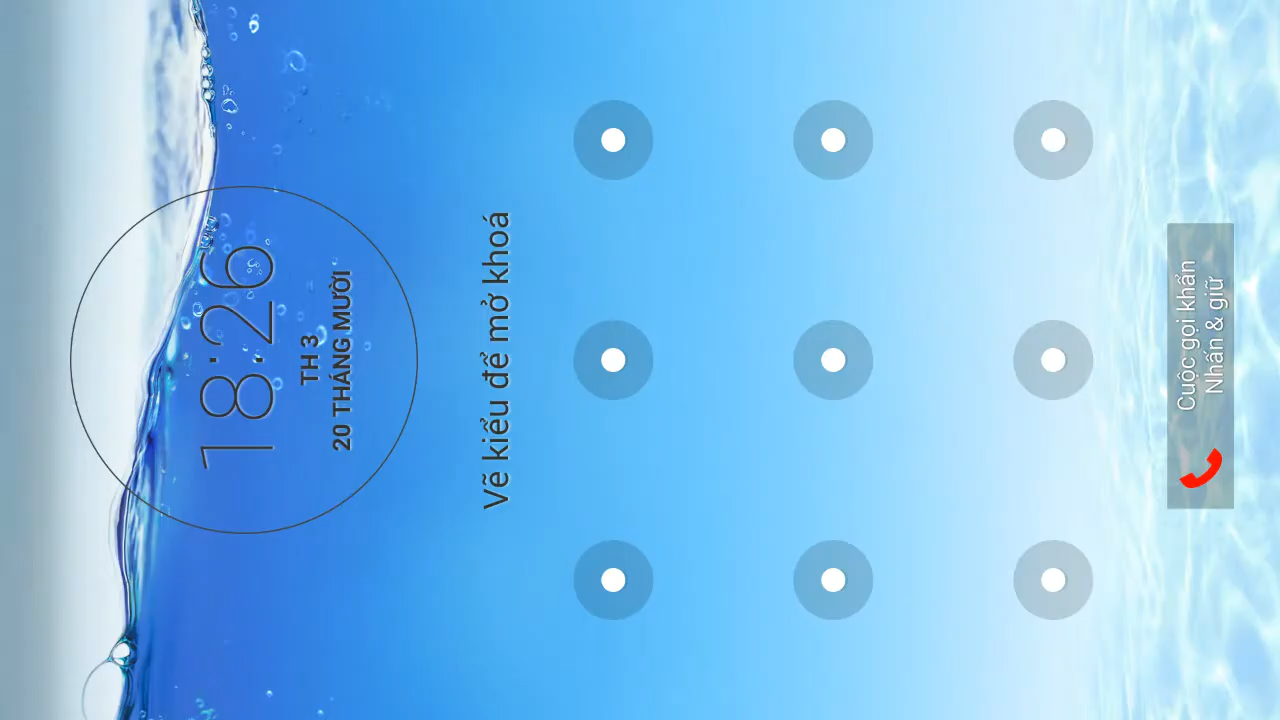 18:26
TH 3
20 THÁNG MƯỜI
Vẽ kiểu để mở khoá
Cuộc gọi khẩn
Nhấn & giữ